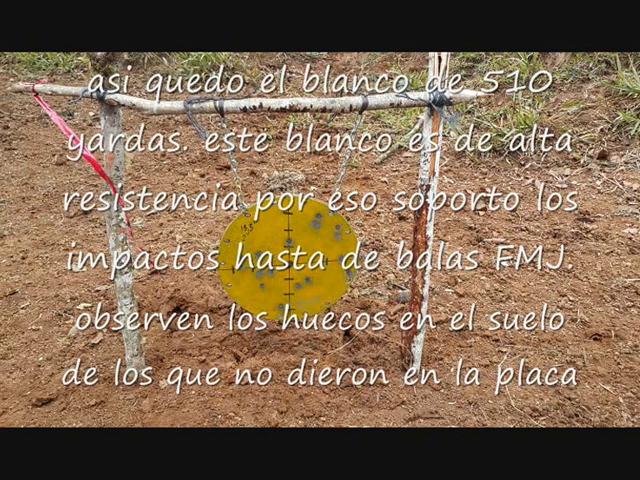 asi quedo el blanco de 510
yardas. este blanco es de alta
resistencia por eso soporto los
impactos hasta de balas FMJ.
observen los huecos en el suelo
de los que no dieron en la placa